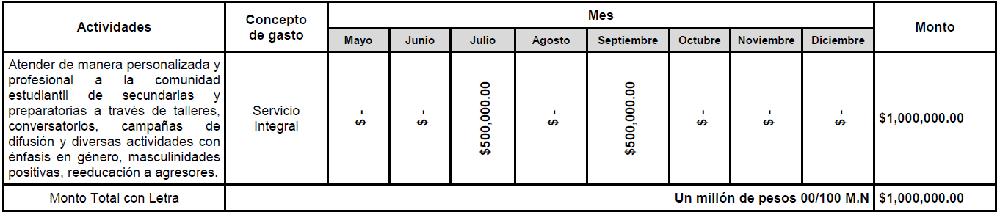 Actividades
Concepto
de gasto
Mes
Monto
Mayo
Junio
Julio
Agosto
Septiembre
Octubre
Noviembre
Diciembre
Atender de manera personalizada y
profesional a la comunidad
estudiantil de secundarias y
preparatorias a través de talleres,
conversatorios, campañas de
difusión y diversas actividades con
énfasis en género, masculinidades
positivas, reeducación a agresores.
Servicio
Integral
$ -
$ -
$500,000.00
$ -
$500,000.00
$ -
$ -
$ -
$1,000,000.00
Monto Total con Letra
Un millón de pesos 00/100 M.N
$1,000,000.00